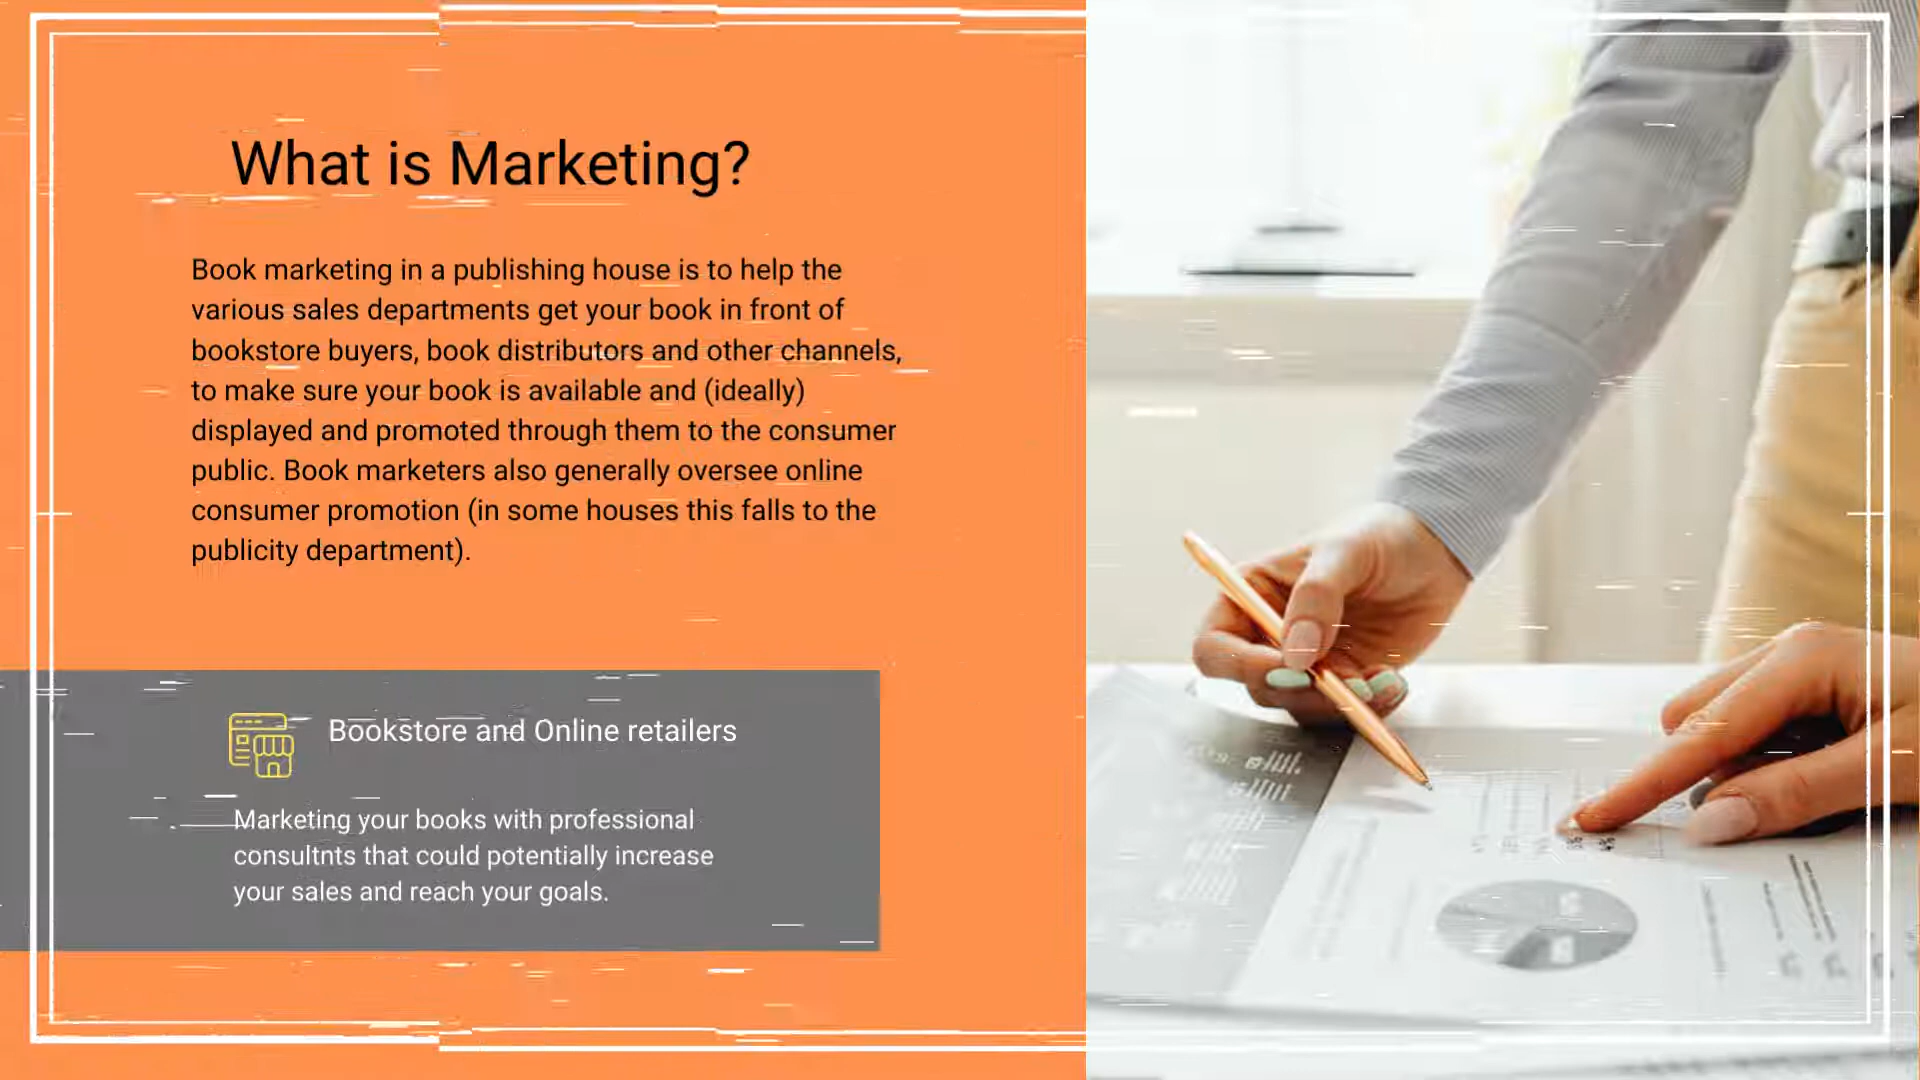 What is Marketing?
Book marketing in a publishing house is to help the
various sales departments get your book in front of
bookstore buyers, book distributors and other channels,
to make sure your book is available and (ideally)
displayed and promoted through them to the consumer
public. Book marketers also generally oversee online
consumer promotion (in some houses this falls to the
publicity department).
Bookstore and Online retailers
Marketing your books with professional
consultnts that could potentially increase
your sales and reach your goals.